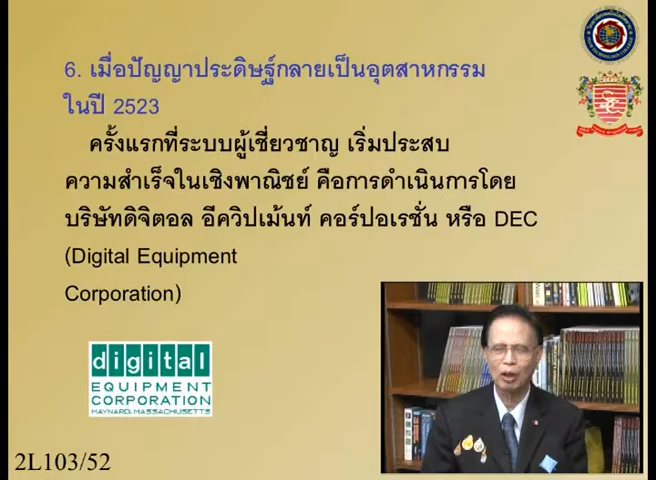 6. เมื่อปัญญาประดิษฐ์กลายเป็นอุตสาหกรรม
ในปี 2523
ครั้งแรกที่ระบบผู้เชี่ยวชาญ เริ่มประสบ
ความสำเร็จในเชิงพาณิชย์ คือการดำเนินการโดย
บริษัทดิจิตอล อีควิปเม้นท์ คอร์ปอเรชั่น หรือ DEC
(Digital Equipment
Corporation)
digital
EQUIPMENT
CORPORATION
MAYNARD, MASSACHUSETTS
2L103/52